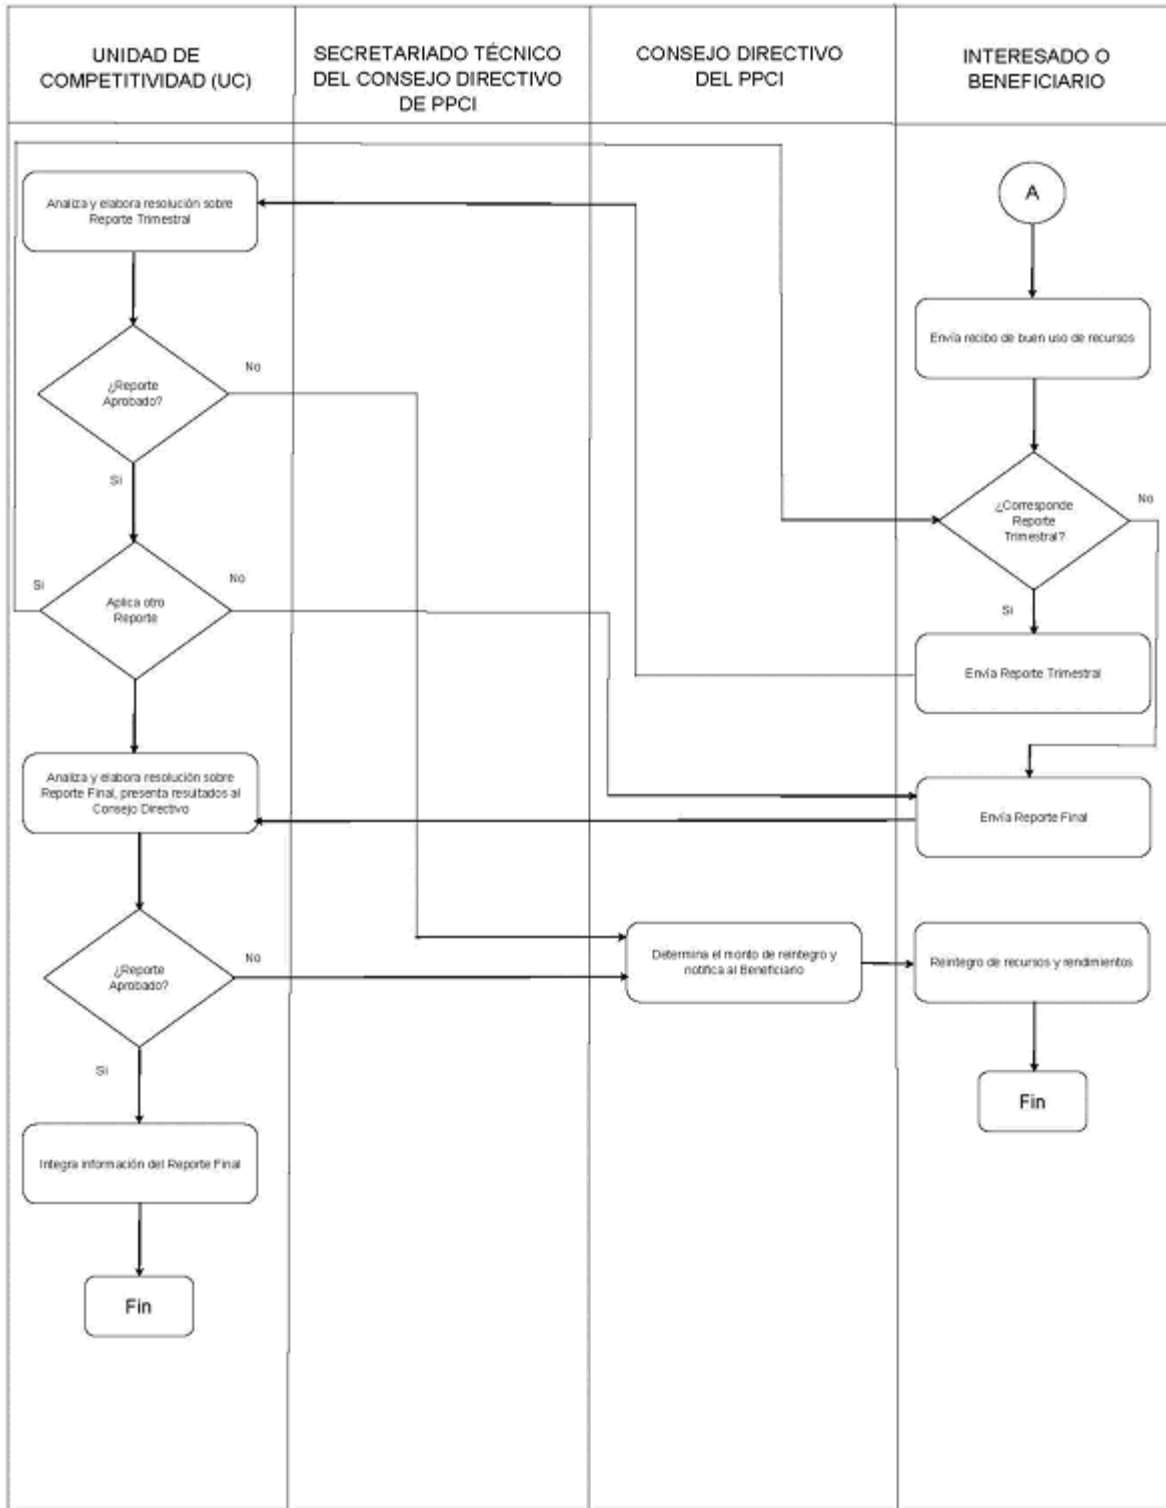 UNIDAD DE
COMPETITIVIDAD (UC)
SECRETARIADO TÉCNICO
DEL CONSEJO DIRECTIVO
DE PPCI
CONSEJO DIRECTIVO
DEL PPCI
INTERESADO O
BENEFICIARIO
Analiza y elabora resolución sobre
Reporte Trimestral
A
Envía recibo de buen uso de recursos
¿Reporte
Aprobado?
No
Si
¿Corresponde
Reporte
Trimestral?
No
Si
Aplica otro
Reporte
Si
No
Envía Reporte Trimestral
Analiza y elabora resolución sobre
Reporte Final, presenta resultados al
Consejo Directivo
Envía Reporte Final
¿Reporte
Aprobado?
No
Si
Determina el monto de reintegro y
notifica al Beneficiario
Reintegro de recursos y rendimientos
Fin
Integra información del Reporte Final
Fin